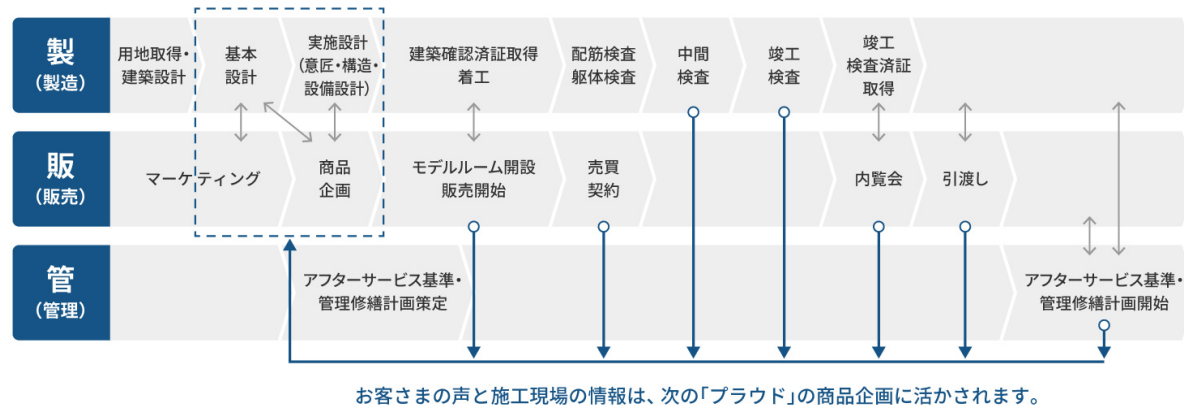 製
(製造)
用地取得・
建築設計
基本
設計
実施設計
(意匠・構造・
設備設計)
建築確認済証取得
着工
配筋検査
躯体検査
中間
検査
竣工
検査
竣工
検査済証
取得
販
(販売)
マーケティング
商品
企画
モデルルーム開設
販売開始
売買
契約
内覧会
引渡し
管
(管理)
アフターサービス基準・
管理修繕計画策定
アフターサービス基準・
管理修繕計画開始
お客さまの声と施工現場の情報は、次の「プラウド」の商品企画に活かされます。